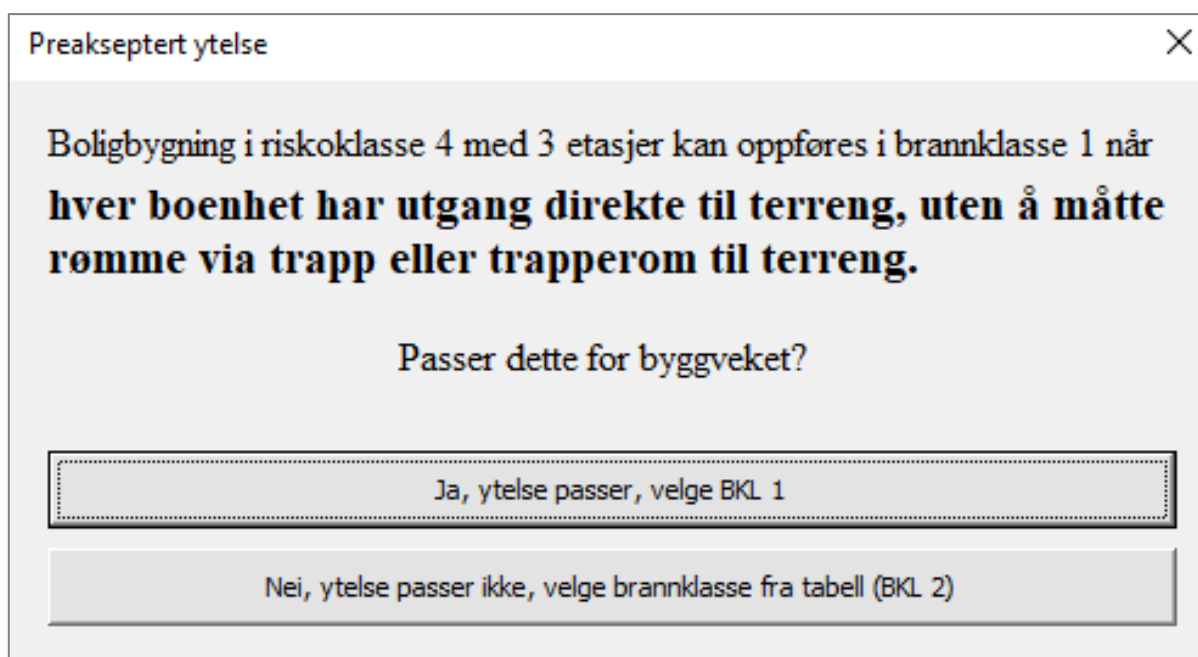 Preakseptert ytelse
Boligbygning i riskoklasse 4 med 3 etasjer kan oppføres i brannklasse 1 når
hver boenhet har utgang direkte til terreng, uten å måtte
rømme via trapp eller trapperom til terreng.
Passer dette for byggveket?
Ja, ytelse passer, velge BKL 1
Nei, ytelse passer ikke, velge brannklasse fra tabell (BKL 2)